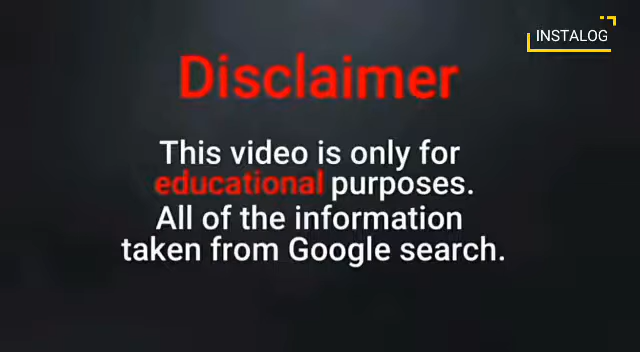 INSTALOG
Disclaimer
This video is only for
educational purposes.
All of the information
taken from Google search.